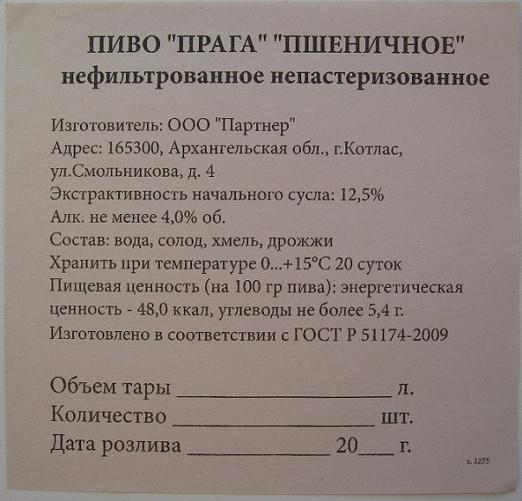 ПИВО "ПРАГА" "ПШЕНИЧНОЕ"
нефильтрованное непастеризованное
Изготовитель: ООО "Партнер"
Адрес: 165300, Архангельская обл., г.Котлас,
ул.Смольникова, д. 4
Экстрактивность начального сусла: 12,5%
Алк. не менее 4,0% об.
Состав: вода, солод, хмель, дрожжи
Хранить при температуре 0...+15°С 20 суток
Пищевая ценность (на 100 гр пива): энергетическая
ценность - 48,0 ккал, углеводы не более 5,4 г.
Изготовлено в соответствии с ГОСТ Р 51174-2009
Объем тары ____________________ л.
Количество ___________________ шт.
Дата розлива _____________ 20___ г.
з. 2275